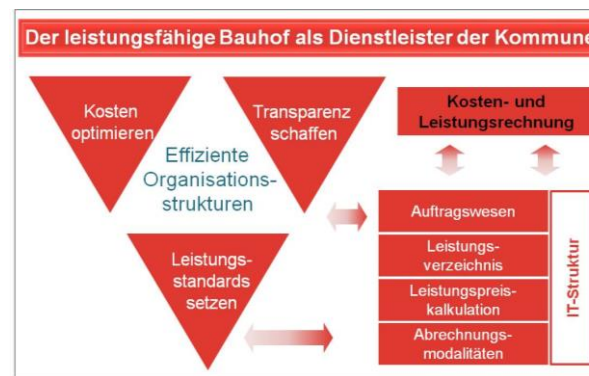 Der leistungsfähige Bauhof als Dienstleister der Kommune
Kosten
optimieren
Transparenz
schaffen
Effiziente
Organisations-
strukturen
Leistungs-
standards
setzen
Kosten- und
Leistungsrechnung
Auftragswesen
Leistungs-
verzeichnis
Leistungspreis-
kalkulation
Abrechnungs-
modalitäten
IT-Struktur